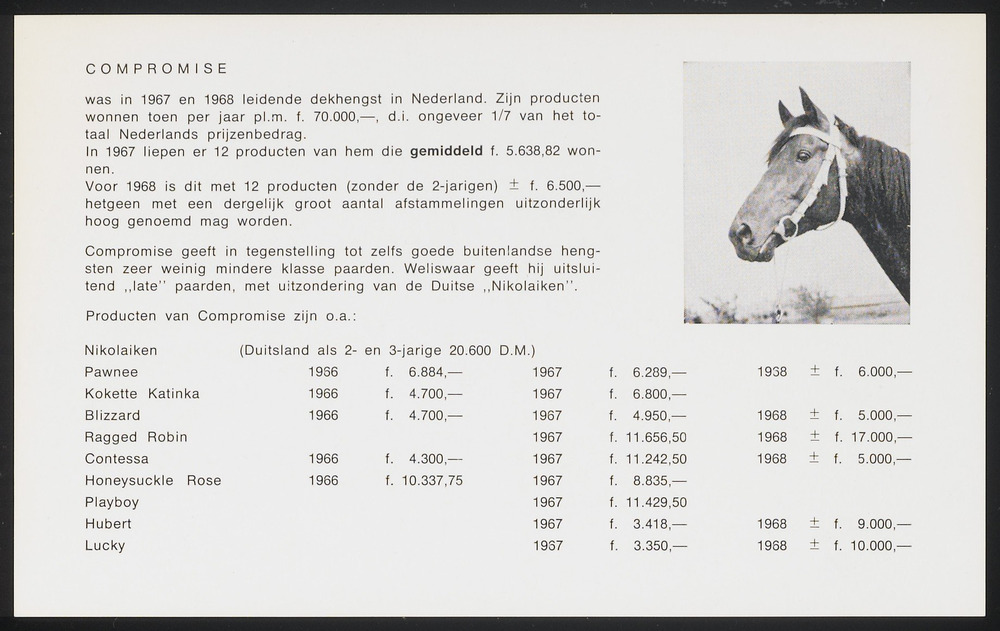 COMPROMISE
was in 1967 en 1968 leidende dekhengst in Nederland. Zijn producten
wonnen toen per jaar pl.m. f. 70.000,—, d.i. ongeveer 1/7 van het to-
taal Nederlands prijzenbedrag.
In 1967 liepen er 12 producten van hem die gemiddeld f. 5.638,82 won-
nen.
Voor 1968 is dit met 12 producten (zonder de 2-jarigen) ± f. 6.500,—
hetgeen met een dergelijk groot aantal afstammelingen uitzonderlijk
hoog genoemd mag worden.
Compromise geeft in tegenstelling tot zelfs goede buitenlandse heng-
sten zeer weinig mindere klasse paarden. Weliswaar geeft hij uitslui-
tend ,,late'' paarden, met uitzondering van de Duitse ,,Nikolaiken''.
Producten van Compromise zijn o.a.:
Nikolaiken (Duitsland als 2- en 3-jarige 20.600 D.M.)
Pawnee 1966 f. 6.884,— 1967 f. 6.289,— 1968 ± f. 6.000,—
Kokette Katinka 1966 f. 4.700,— 1967 f. 6.800,—
Blizzard 1966 f. 4.700,— 1967 f. 4.950,— 1968 ± f. 5.000,—
Ragged Robin 1967 f. 11.656,50 1968 ± f. 17.000,—
Contessa 1966 f. 4.300,— 1967 f. 11.242,50 1968 ± f. 5.000,—
Honeysuckle Rose 1966 f. 10.337,75 1967 f. 8.835,—
Playboy 1967 f. 11.429,50
Hubert 1967 f. 3.418,— 1968 ± f. 9.000,—
Lucky 1967 f. 3.350,— 1968 ± f. 10.000,—